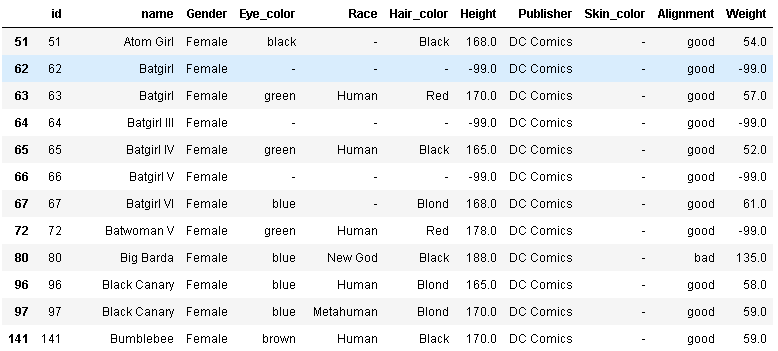 id name Gender Eye_color Race Hair_color Height Publisher Skin_color Alignment Weight
51 51 Atom Girl Female black - Black 168.0 DC Comics - good 54.0
62 62 Batgirl Female - - - -99.0 DC Comics - good -99.0
63 63 Batgirl Female green Human Red 170.0 DC Comics - good 57.0
64 64 Batgirl III Female - - - -99.0 DC Comics - good -99.0
65 65 Batgirl IV Female green Human Black 165.0 DC Comics - good 52.0
66 66 Batgirl V Female - - - -99.0 DC Comics - good -99.0
67 67 Batgirl VI Female blue - Blond 168.0 DC Comics - good 61.0
72 72 Batwoman V Female green Human Red 178.0 DC Comics - good -99.0
80 80 Big Barda Female blue New God Black 188.0 DC Comics - bad 135.0
96 96 Black Canary Female blue Human Blond 165.0 DC Comics - good 58.0
97 97 Black Canary Female blue Metahuman Blond 170.0 DC Comics - good 59.0
141 141 Bumblebee Female brown Human Black 170.0 DC Comics - good 59.0